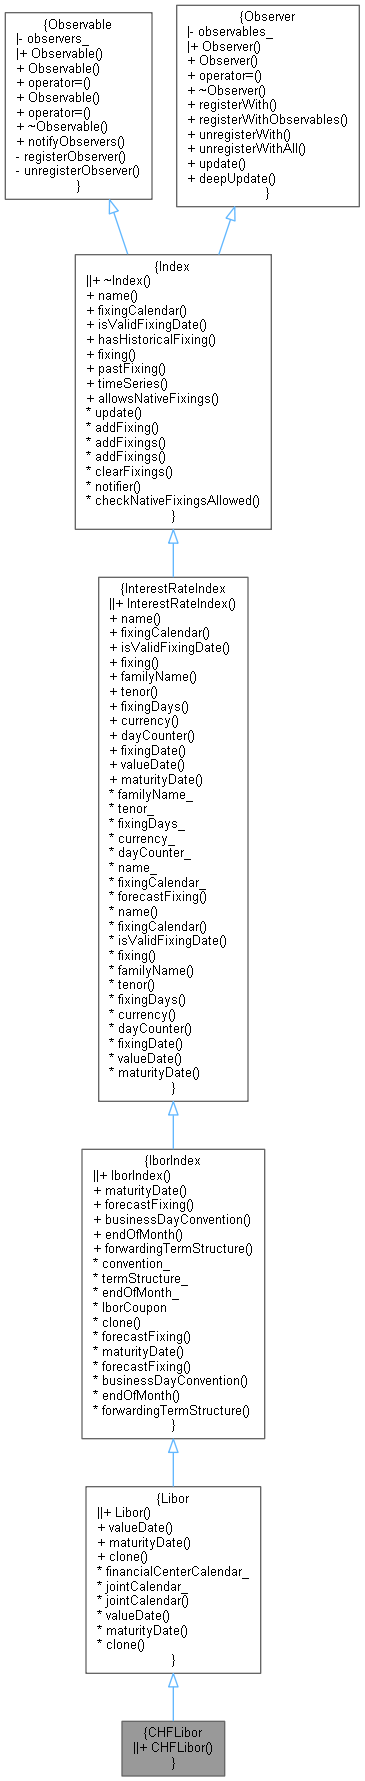 {Observable
|- observers_
|+ Observable()
+ Observable()
+ operator=()
+ Observable()
+ operator=()
+ ~Observable()
+ notifyObservers()
- registerObserver()
- unregisterObserver()
}
{Observer
|- observables_
|+ Observer()
+ Observer()
+ operator=()
+ ~Observer()
+ registerWith()
+ registerWithObservables()
+ unregisterWith()
+ unregisterWithAll()
+ update()
+ deepUpdate()
}
{Index
||+ ~Index()
+ name()
+ fixingCalendar()
+ isValidFixingDate()
+ hasHistoricalFixing()
+ fixing()
+ pastFixing()
+ timeSeries()
+ allowsNativeFixings()
* update()
* addFixing()
* addFixings()
* addFixings()
* clearFixings()
* notifier()
* checkNativeFixingsAllowed()
}
{InterestRateIndex
||+ InterestRateIndex()
+ name()
+ fixingCalendar()
+ isValidFixingDate()
+ fixing()
+ familyName()
+ tenor()
+ fixingDays()
+ currency()
+ dayCounter()
+ fixingDate()
+ valueDate()
+ maturityDate()
* familyName_
* tenor_
* fixingDays_
* currency_
* dayCounter_
* name_
* fixingCalendar_
* forecastFixing()
* name()
* fixingCalendar()
* isValidFixingDate()
* fixing()
* familyName()
* tenor()
* fixingDays()
* currency()
* dayCounter()
* fixingDate()
* valueDate()
* maturityDate()
}
{IborIndex
||+ IborIndex()
+ maturityDate()
+ forecastFixing()
+ businessDayConvention()
+ endOfMonth()
+ forwardingTermStructure()
* convention_
* termStructure_
* endOfMonth_
* IborCoupon
* clone()
* forecastFixing()
* maturityDate()
* forecastFixing()
* businessDayConvention()
* endOfMonth()
* forwardingTermStructure()
}
{Libor
||+ Libor()
+ valueDate()
+ maturityDate()
+ clone()
* financialCenterCalendar_
* jointCalendar_
* jointCalendar()
* valueDate()
* maturityDate()
* clone()
}
{CHFLibor
||+ CHFLibor()
}